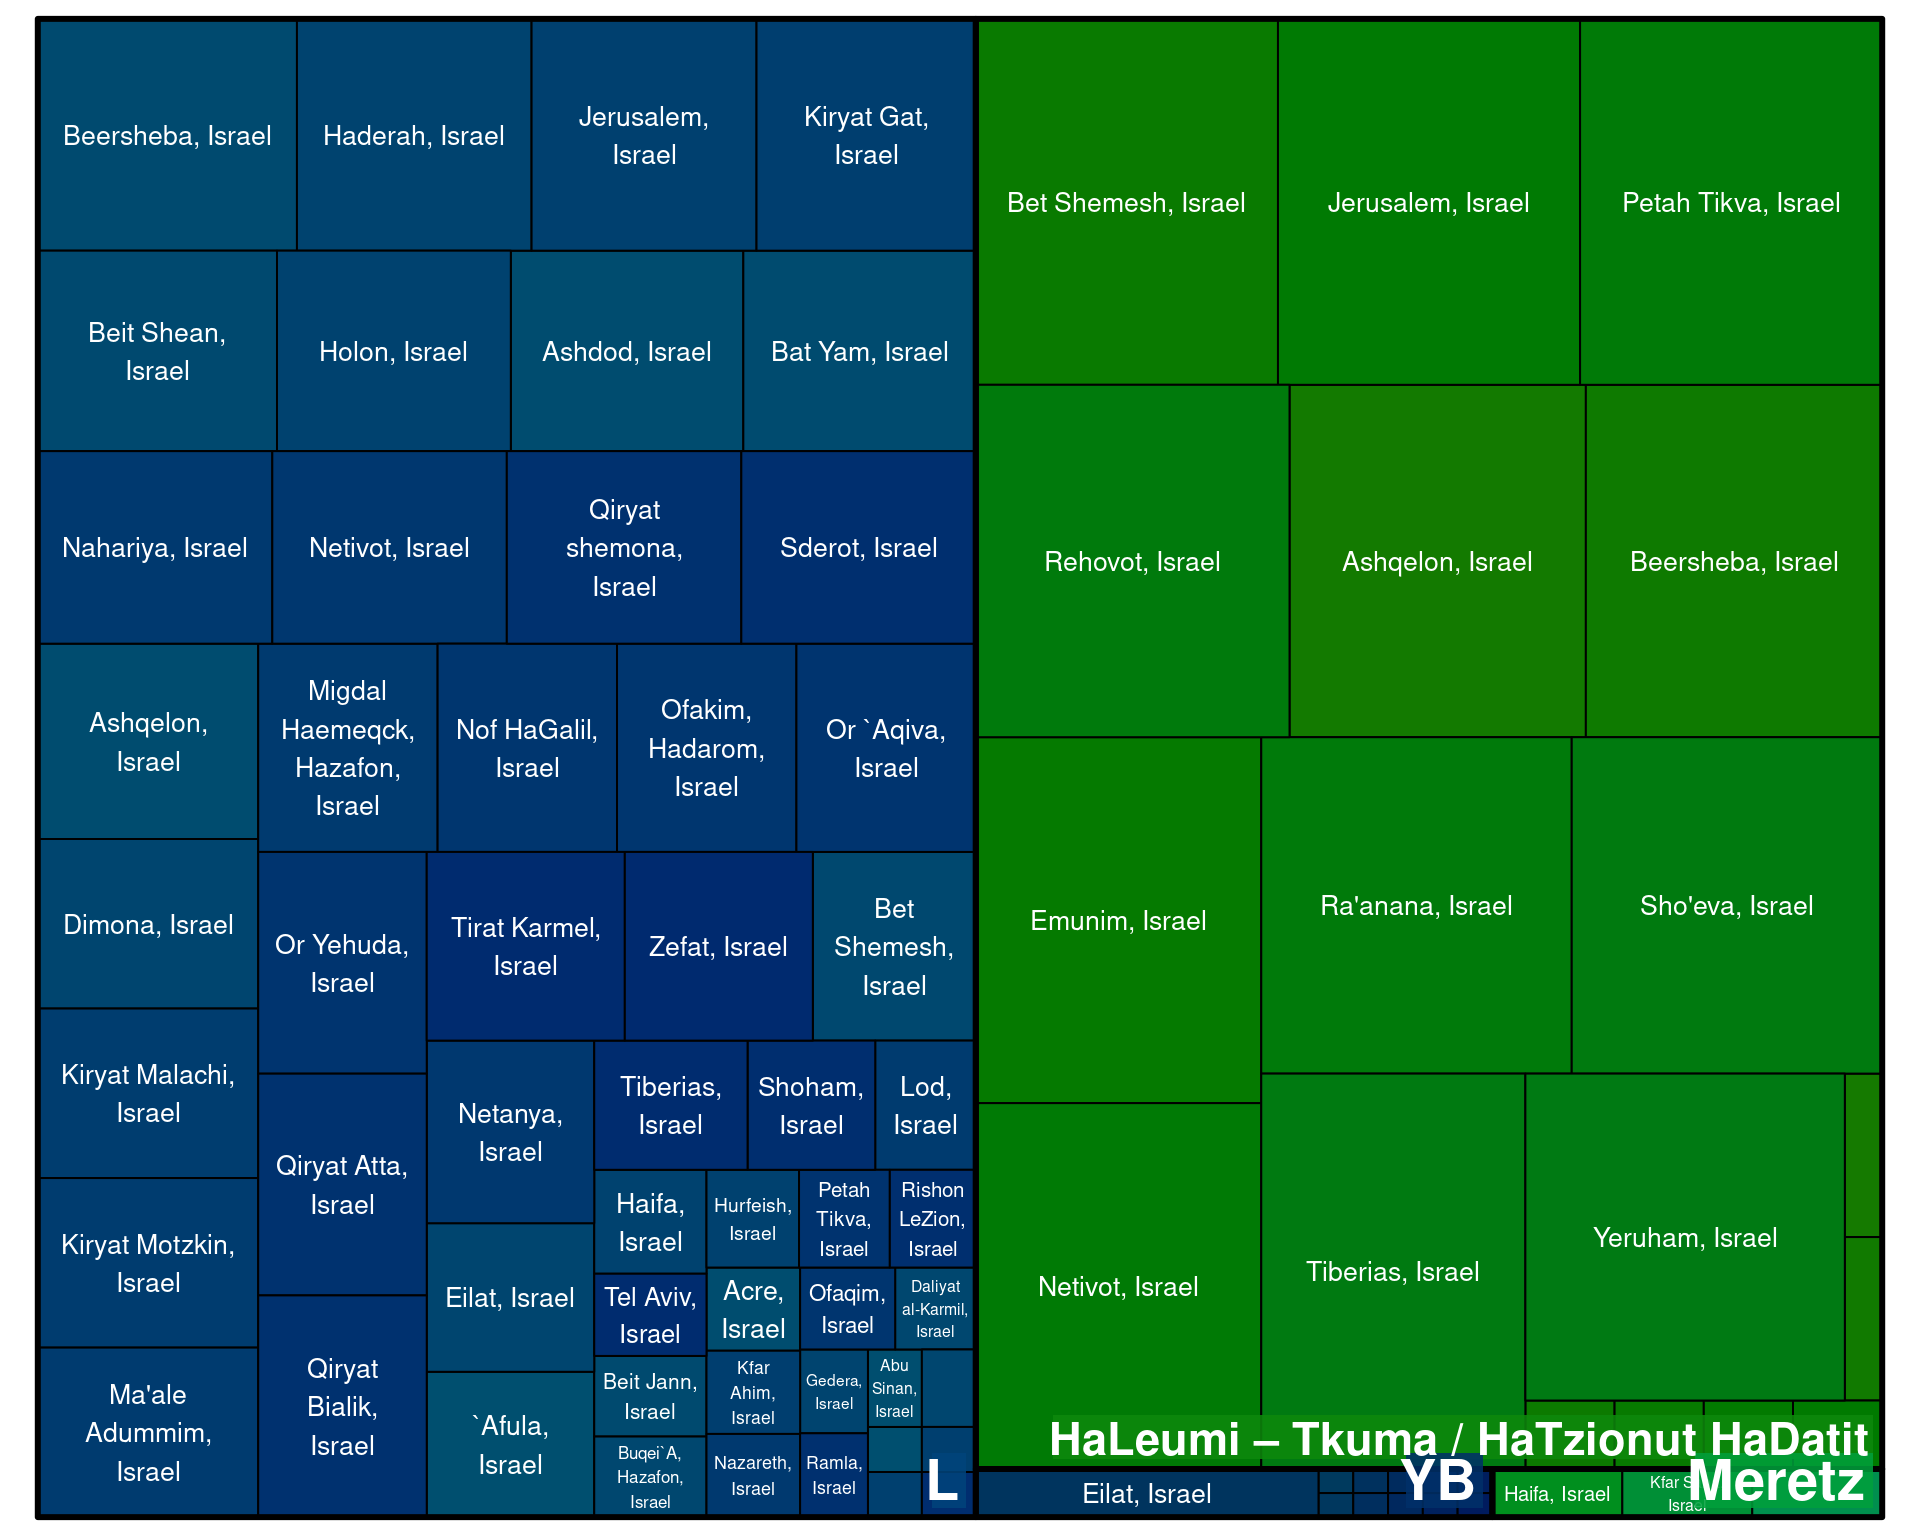 Beersheba, Israel
Haderah, Israel
Jerusalem,
Israel
Kiryat Gat,
Israel
Beit Shean,
Israel
Holon, Israel
Ashdod, Israel
Bat Yam, Israel
Nahariya, Israel
Netivot, Israel
Qiryat
shemona,
Israel
Sderot, Israel
Ashqelon,
Israel
Migdal
Haemeqck,
Hazafon,
Israel
Nof HaGalil,
Israel
Ofakim,
Hadarom,
Israel
Or `Aqiva,
Israel
Dimona, Israel
Or Yehuda,
Israel
Tirat Karmel,
Israel
Zefat, Israel
Bet
Shemesh,
Israel
Kiryat Malachi,
Israel
Qiryat Atta,
Israel
Netanya,
Israel
Tiberias,
Israel
Shoham,
Israel
Lod,
Israel
Kiryat Motzkin,
Israel
Eilat, Israel
Haifa,
Israel
Hurfeish,
Israel
Petah
Tikva,
Israel
Rishon
LeZion,
Israel
Tel Aviv,
Israel
Acre,
Israel
Ofaqim,
Israel
Daliyat
al-Karmil,
Israel
Ma'ale
Adummim,
Israel
Qiryat
Bialik,
Israel
`Afula,
Israel
Beit Jann,
Israel
Kfar
Ahim,
Israel
Gedera,
Israel
Abu
Sinan,
Israel
Buqei`A,
Hazafon,
Israel
Nazareth,
Israel
Ramla,
Israel
L
Bet Shemesh, Israel
Jerusalem, Israel
Petah Tikva, Israel
Rehovot, Israel
Ashqelon, Israel
Beersheba, Israel
Emunim, Israel
Ra'anana, Israel
Sho'eva, Israel
Netivot, Israel
Tiberias, Israel
Yeruham, Israel
HaLeumi – Tkuma / HaTzionut HaDatit
Eilat, Israel
YB
Haifa, Israel
Kfar
Israel
Meretz